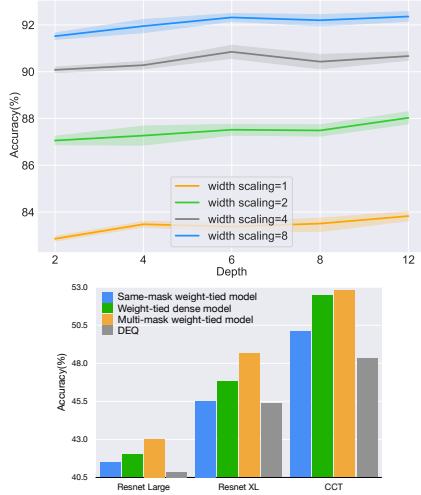 92
90
88
86
84
Accuracy(%)
width scaling=1
width scaling=2
width scaling=4
width scaling=8
2 4 6 8 12
Depth
53.0
50.5
48.0
45.5
43.0
40.5
Accuracy(%)
Same-mask weight-tied model
Weight-tied dense model
Multi-mask weight-tied model
DEQ
Resnet Large Resnet XL CCT